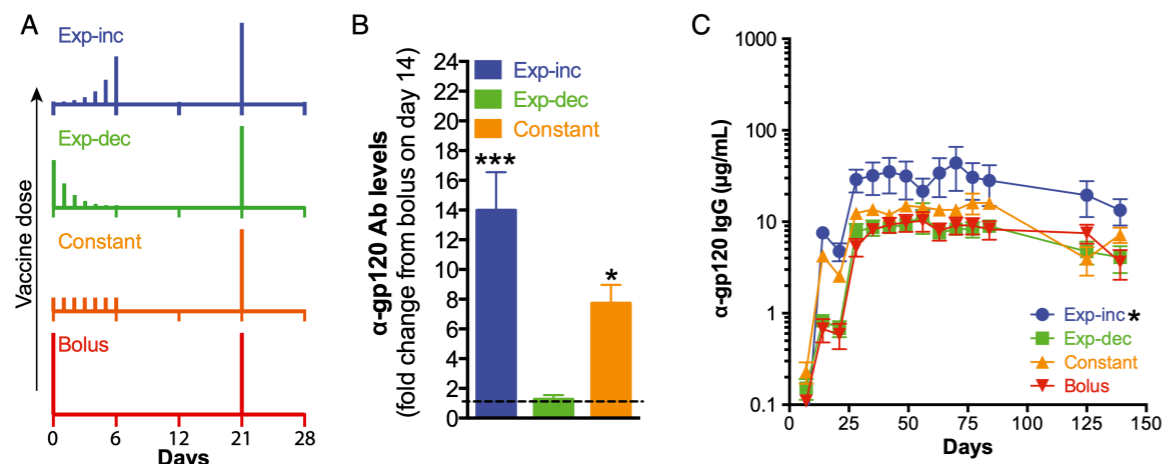 A
Vaccine dose
Exp-inc
Exp-dec
Constant
Bolus
0 6 12 21 28
Days
B
α-gp120 Ab levels
(fold change from bolus on day 14)
24
22
20
18
16
14
12
10
8
6
4
2
0
Exp-inc
Exp-dec
Constant
***
*
C
α-gp120 IgG (µg/mL)
1000
100
10
1
0.1
Exp-inc*
Exp-dec
Constant
Bolus
0 25 50 75 100 125 150
Days